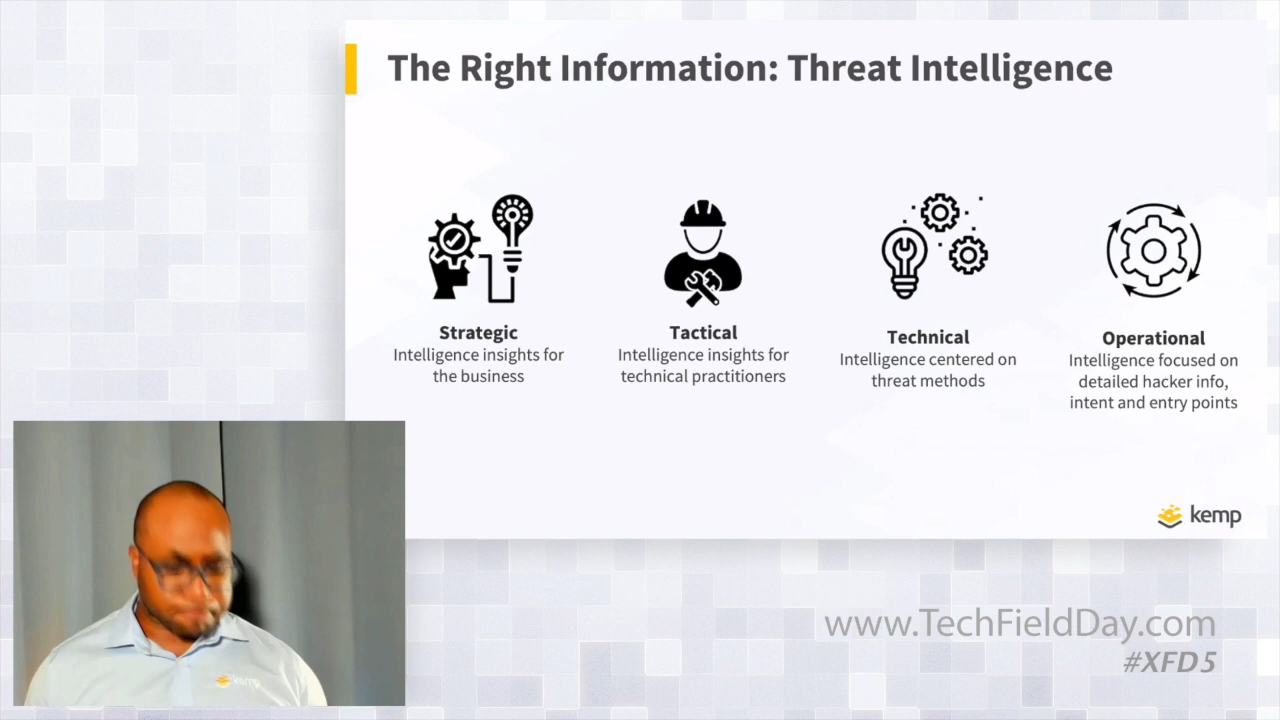 The Right Information: Threat Intelligence
Strategic
Intelligence insights for
the business
Tactical
Intelligence insights for
technical practitioners
Technical
Intelligence centered on
threat methods
Operational
Intelligence focused on
detailed hacker info,
intent and entry points
kemp
kemp
www.TechFieldDay.com
#XFD5